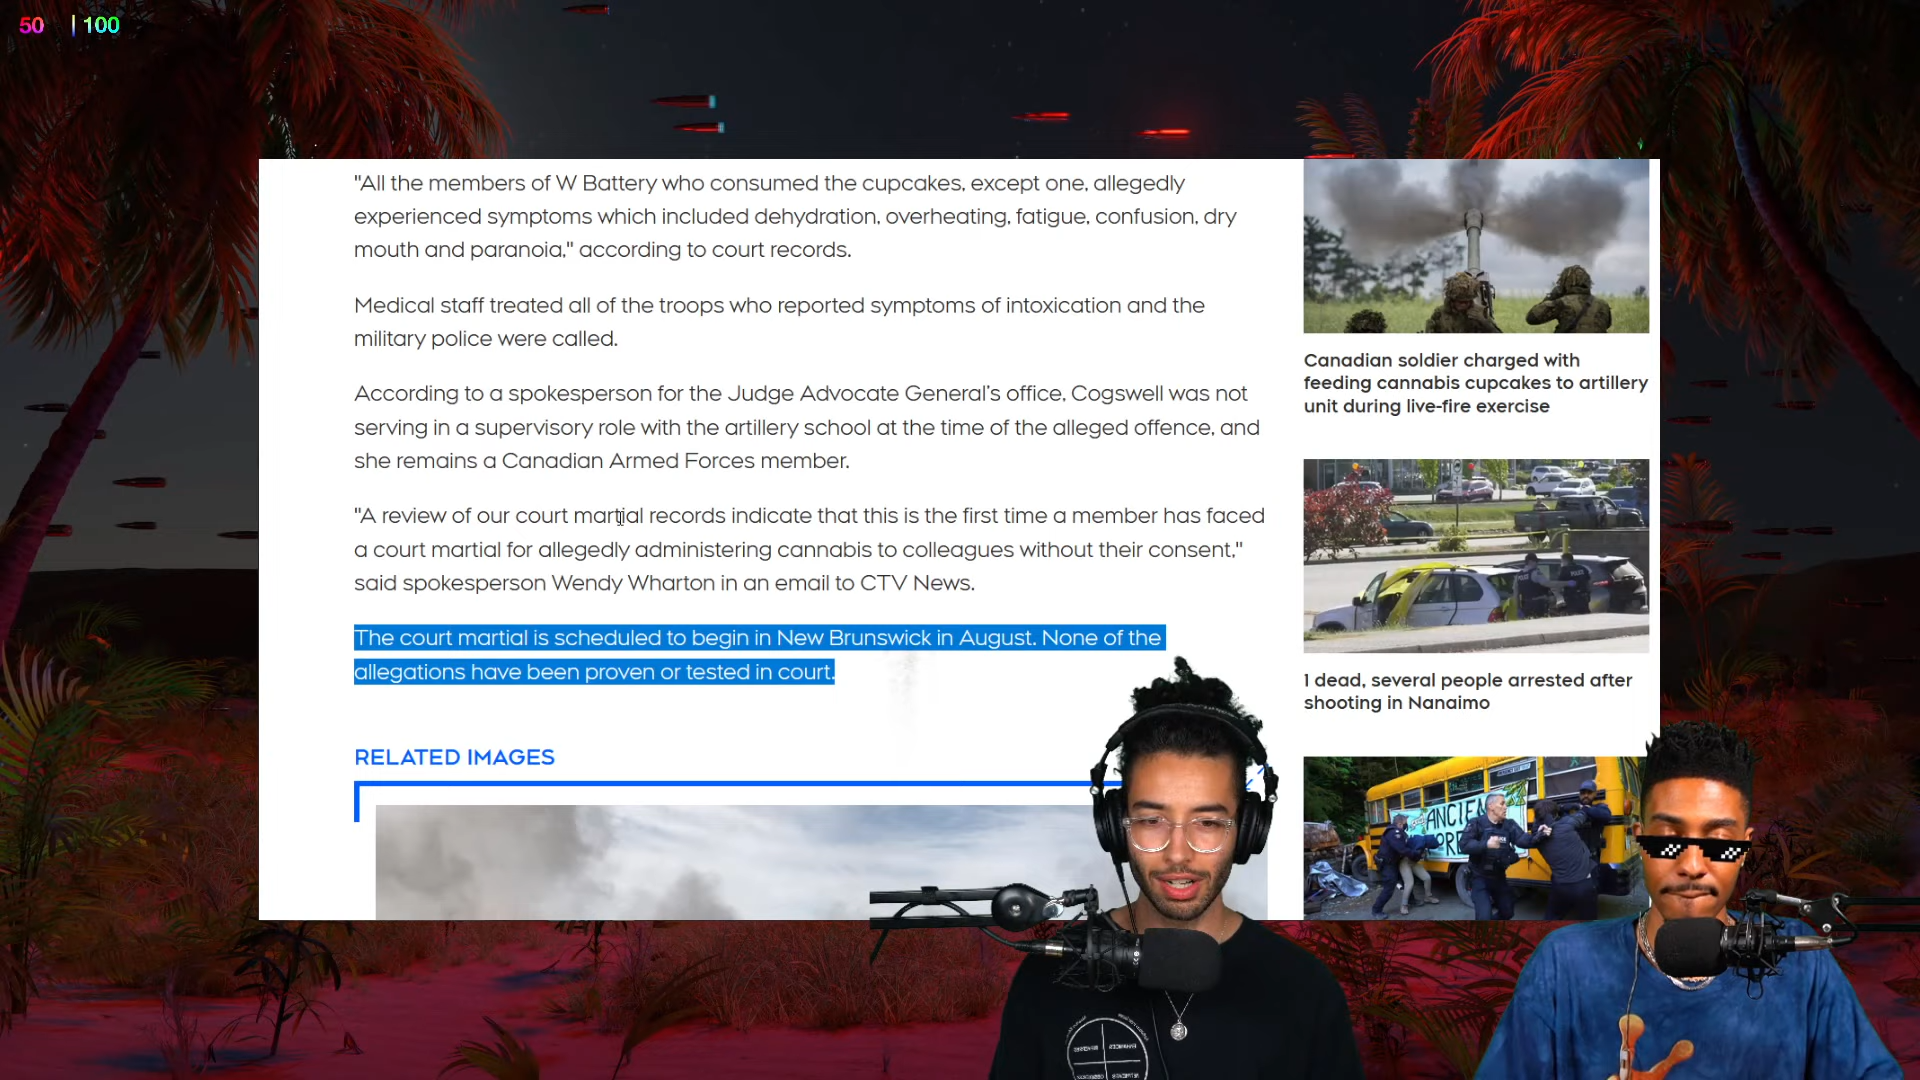 50 | 100
"All the members of W Battery who consumed the cupcakes, except one, allegedly
experienced symptoms which included dehydration, overheating, fatigue, confusion, dry
mouth and paranoia," according to court records.
Medical staff treated all of the troops who reported symptoms of intoxication and the
military police were called.
According to a spokesperson for the Judge Advocate General's office, Cogswell was not
serving in a supervisory role with the artillery school at the time of the alleged offence, and
she remains a Canadian Armed Forces member.
"A review of our court martial records indicate that this is the first time a member has faced
a court martial for allegedly administering cannabis to colleagues without their consent,"
said spokesperson Wendy Wharton in an email to CTV News.
The court martial is scheduled to begin in New Brunswick in August. None of the
allegations have been proven or tested in court.
RELATED IMAGES
Canadian soldier charged with
feeding cannabis cupcakes to artillery
unit during live-fire exercise
1 dead, several people arrested after
shooting in Nanaimo
ANCIEN